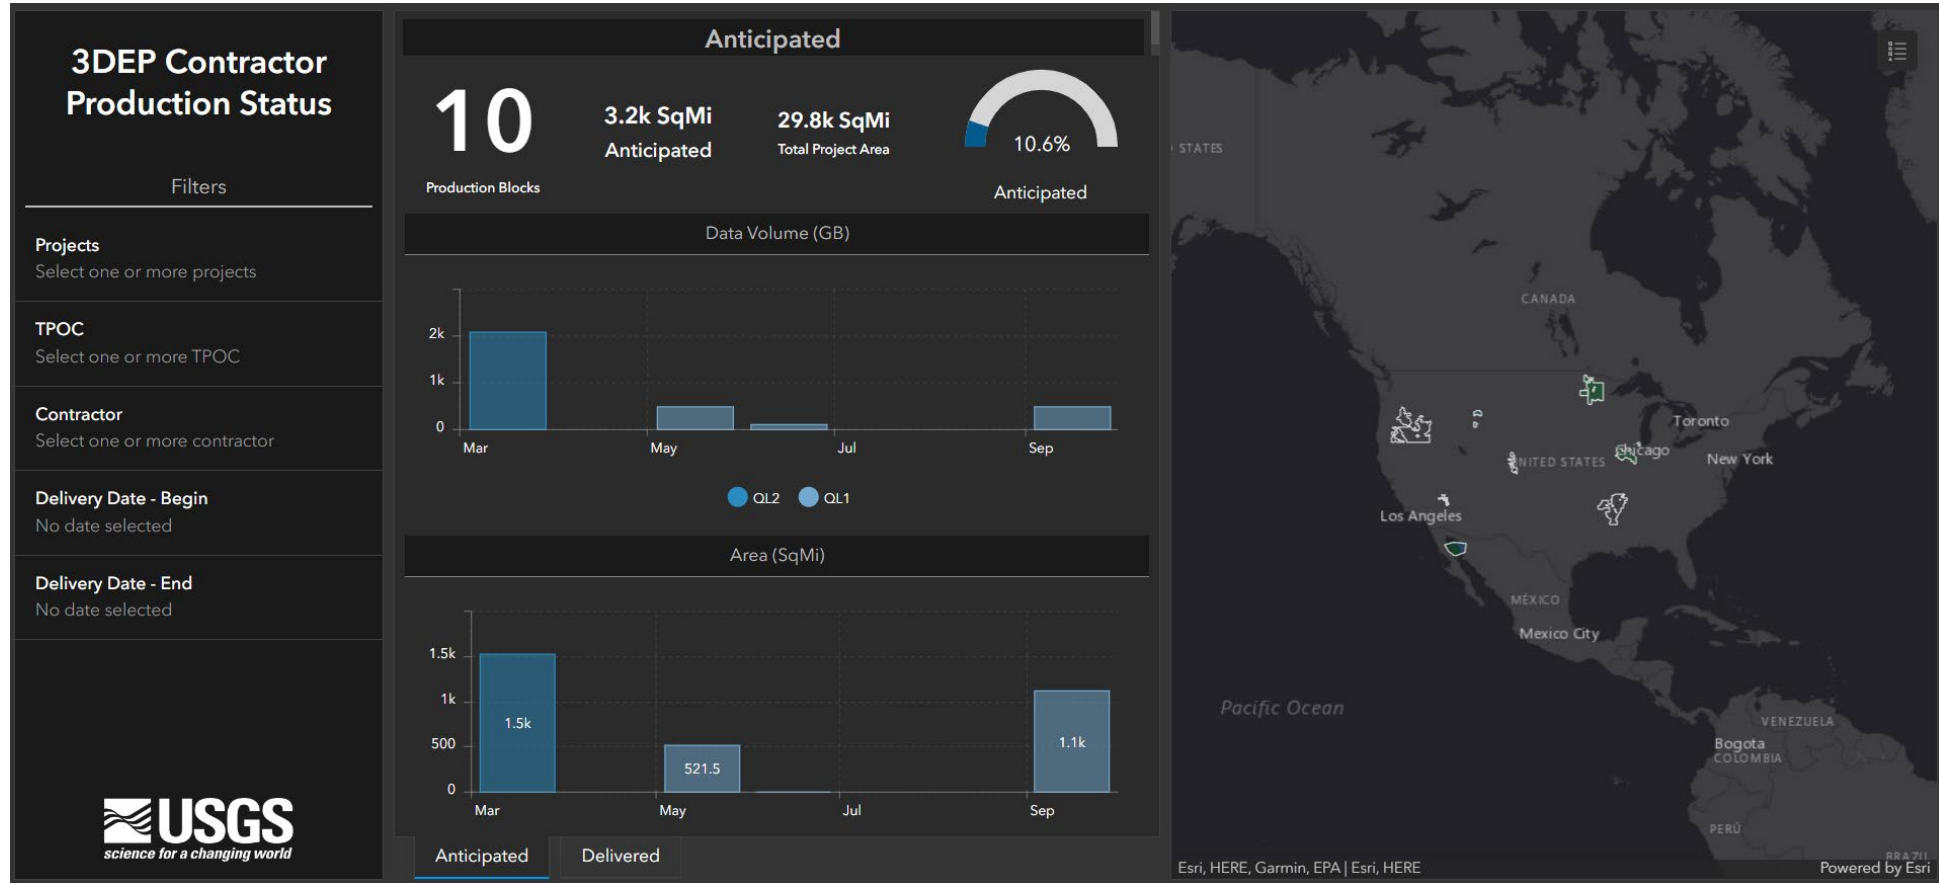 3DEP Contractor
Production Status
Filters
Projects
Select one or more projects
TPOC
Select one or more TPOC
Contractor
Select one or more contractor
Delivery Date - Begin
No date selected
Delivery Date - End
No date selected
USGS
science for a changing world
Anticipated
10
Production Blocks
3.2k SqMi
Anticipated
29.8k SqMi
Total Project Area
10.6%
Anticipated
Data Volume (GB)
2k
1k
0
Mar
May
Jul
Sep
QL2
QL1
Area (SqMi)
1.5k
1k
500
0
1.5k
521.5
1.1k
Mar
May
Jul
Sep
Anticipated
Delivered
STATES
CANADA
Toronto
Chicago
New York
UNITED STATES
Los Angeles
MÉXICO
Mexico City
Pacific Ocean
VENEZUELA
Bogota
COLOMBIA
PERÚ
Esri, HERE, Garmin, EPA | Esri, HERE
Powered by Esri